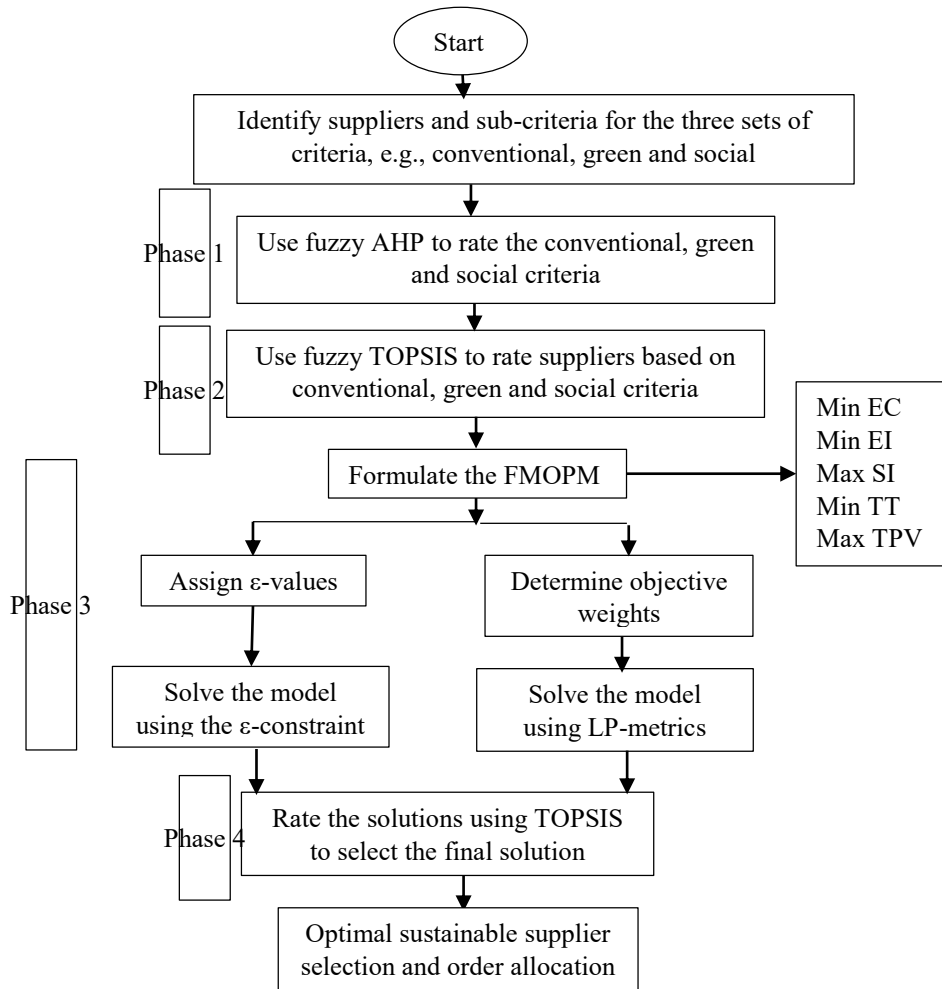 Start
Identify suppliers and sub-criteria for the three sets of
criteria, e.g., conventional, green and social
Phase 1
Use fuzzy AHP to rate the conventional, green
and social criteria
Phase 2
Use fuzzy TOPSIS to rate suppliers based on
conventional, green and social criteria
Min EC
Min EI
Max SI
Min TT
Max TPV
Formulate the FMOPM
Phase 3
Assign ε-values
Determine objective
weights
Solve the model
using the ε-constraint
Solve the model
using LP-metrics
Phase 4
Rate the solutions using TOPSIS
to select the final solution
Optimal sustainable supplier
selection and order allocation